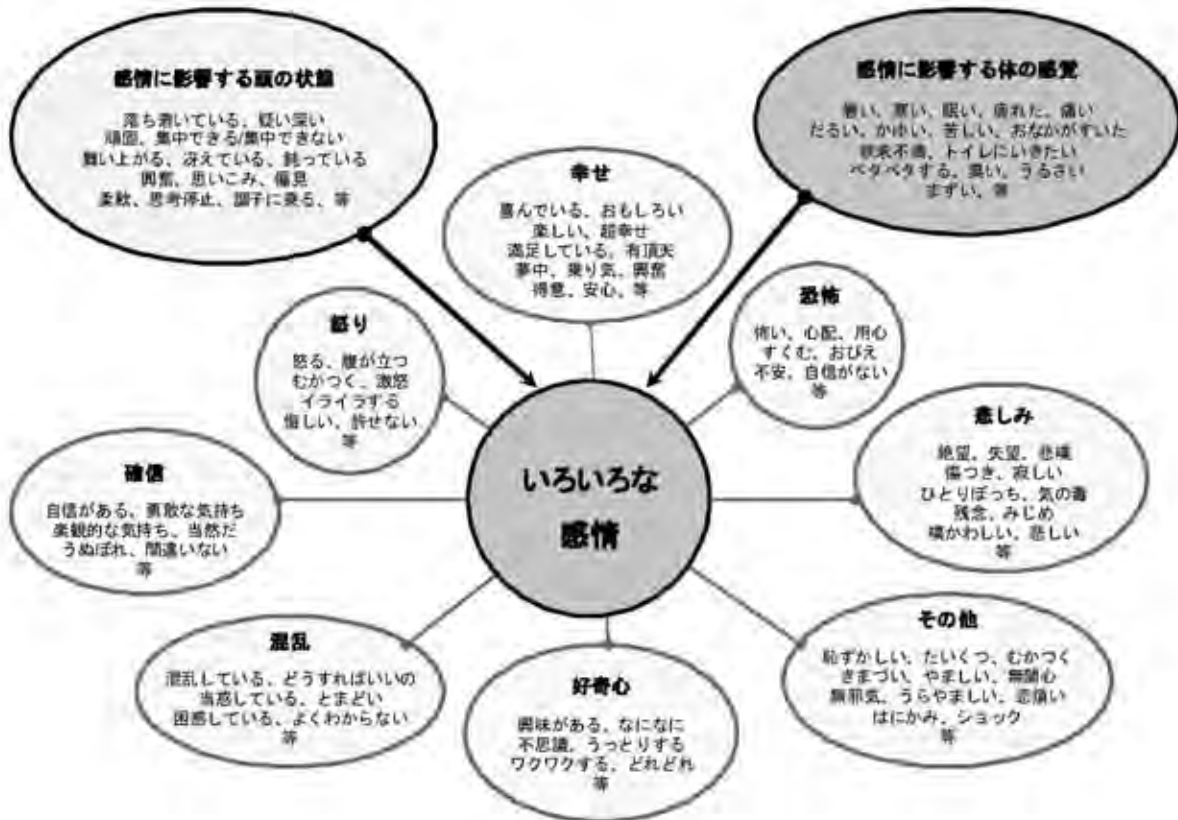 感情に影響する頭の状態
落ち着いている、疑い深い
頑固、集中できる/集中できない
舞い上がる、冴えている、鈍っている
興奮、思いこみ、偏見
柔軟、思考停止、調子に乗る、等
感情に影響する体の感覚
暑い、寒い、眠い、疲れた、痛い
だるい、かゆい、苦しい、おなかがすいた
欲求不満、トイレにいきたい
ベタベタする、臭い、うるさい
まずい、等
幸せ
喜んでいる、おもしろい
楽しい、超幸せ
満足している、有頂天
夢中、乗り気、興奮
得意、安心、等
怒り
怒る、腹が立つ
むがつく、激怒
イライラする
悔しい、許せない
等
恐怖
怖い、心配、用心
すくむ、おびえ
不安、自信がない
等
確信
自信がある、勇敢な気持ち
楽観的な気持ち、当然だ
うぬぼれ、間違いない
等
いろいろな
感情
悲しみ
絶望、失望、悲嘆
傷つき、寂しい
ひとりぼっち、気の毒
残念、みじめ
嘆かわしい、悲しい
等
混乱
混乱している、どうすればいいの
当惑している、とまどい
困惑している、よくわからない
等
好奇心
興味がある、なになに
不思議、うっとりする
ワクワクする、どれどれ
等
その他
恥ずかしい、たいくつ、むかつく
きまづい、やましい、無関心
無邪気、うらやましい、
はにかみ、ショック
等